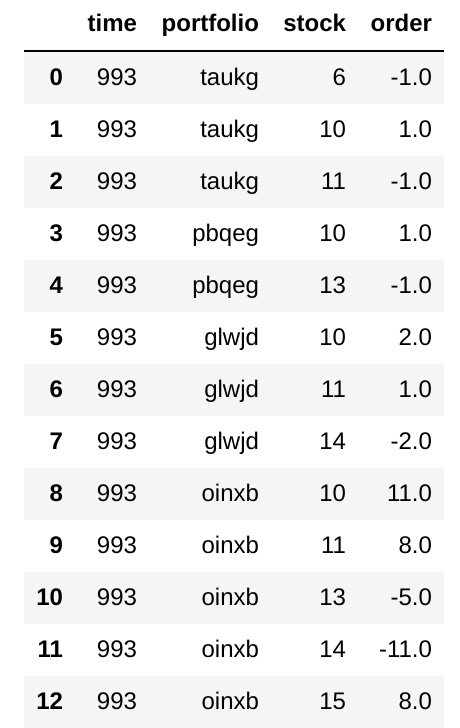 time portfolio stock order
0 993 taukg 6 -1.0
1 993 taukg 10 1.0
2 993 taukg 11 -1.0
3 993 pbqeg 10 1.0
4 993 pbqeg 13 -1.0
5 993 glwjd 10 2.0
6 993 glwjd 11 1.0
7 993 glwjd 14 -2.0
8 993 oinxb 10 11.0
9 993 oinxb 11 8.0
10 993 oinxb 13 -5.0
11 993 oinxb 14 -11.0
12 993 oinxb 15 8.0